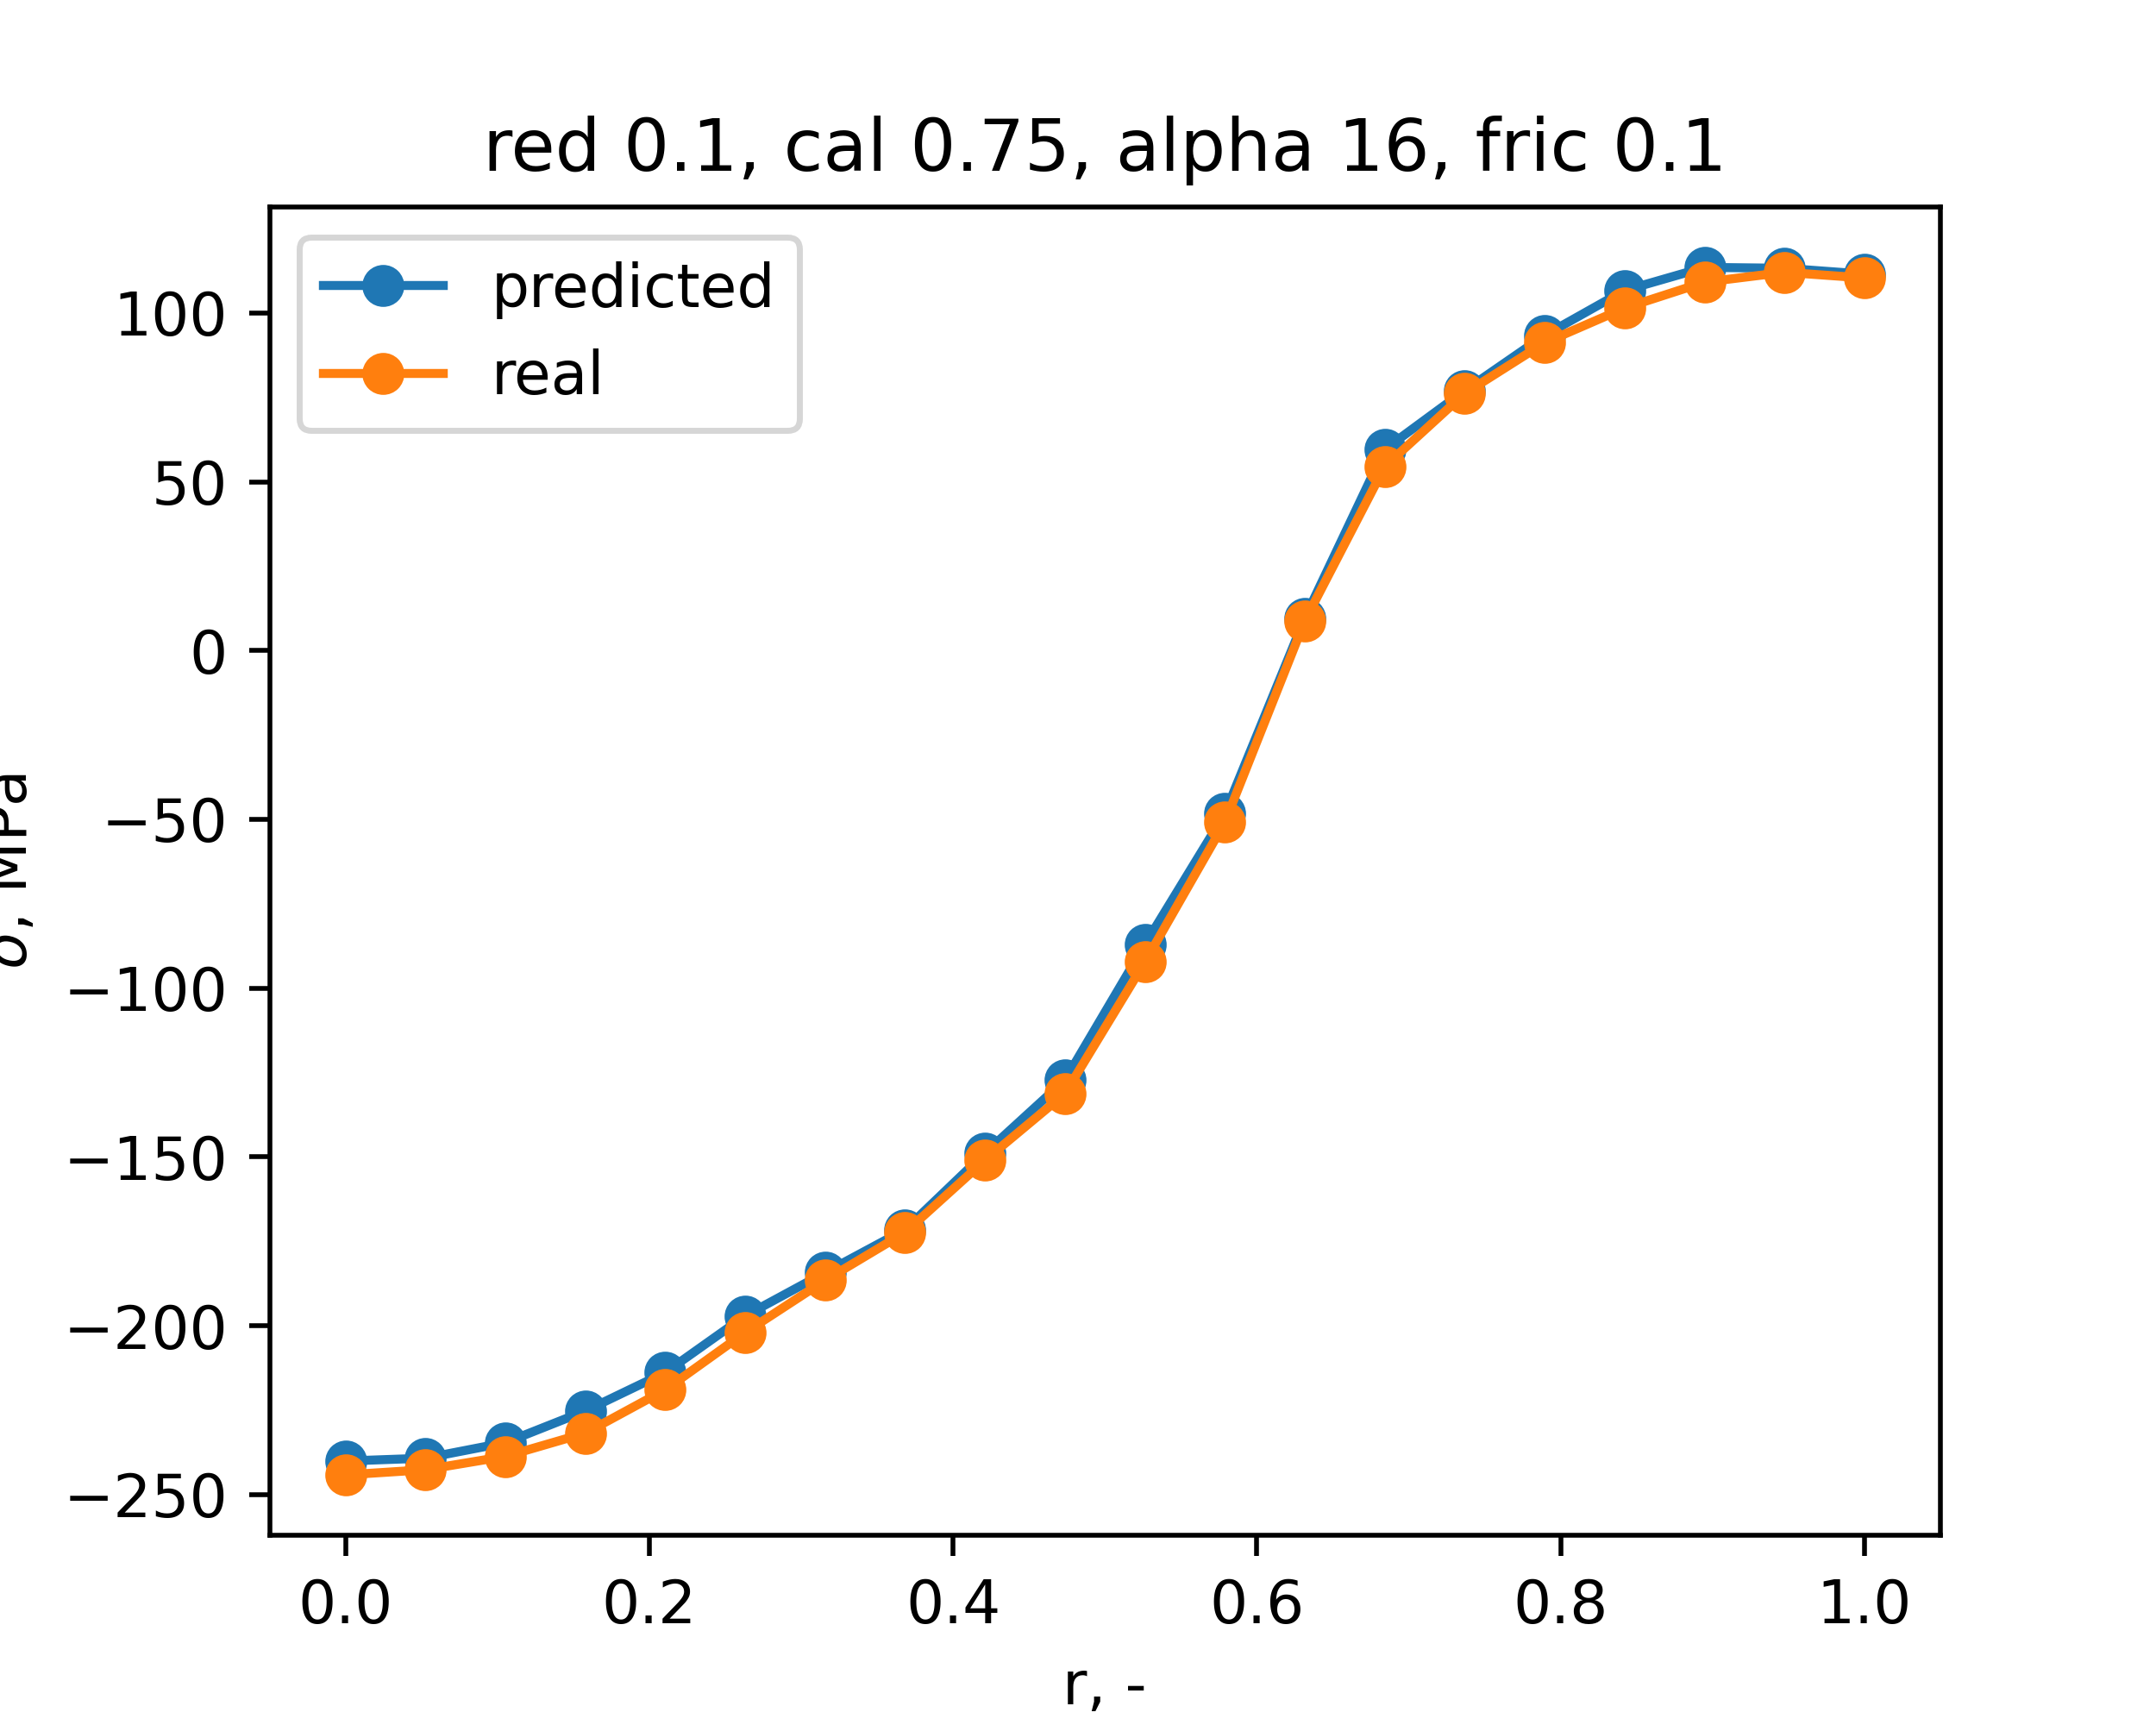 red 0.1, cal 0.75, alpha 16, fric 0.1
predicted
real
100
50
0
−50
−100
−150
−200
−250
σ, MPa
0.0 0.2 0.4 0.6 0.8 1.0
r, -